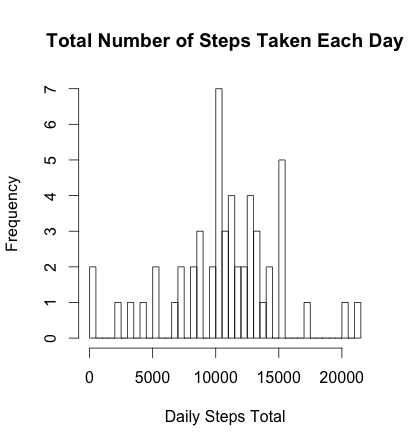 Total Number of Steps Taken Each Day
7
6
5
4
3
2
1
0
Frequency
0 5000 10000 15000 20000
Daily Steps Total